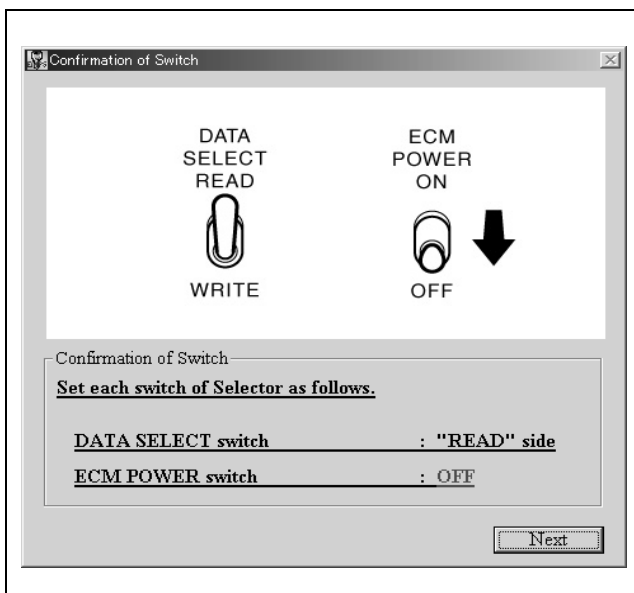 Confirmation of Switch
DATA
SELECT
READ
WRITE
ECM
POWER
ON
OFF
Confirmation of Switch
Set each switch of Selector as follows.
DATA SELECT switch : "READ" side
ECM POWER switch : OFF
Next